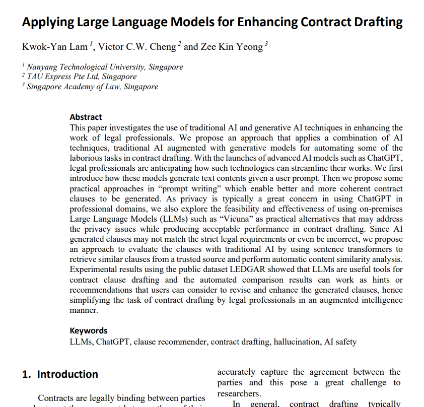 Applying Large Language Models for Enhancing Contract Drafting
Kwok-Yan Lam 1, Victor C.W. Cheng 2 and Zee Kin Yeong 3
1 Nanyang Technological University, Singapore
2 TAU Express Pte Ltd, Singapore
3 Singapore Academy of Law, Singapore
Abstract
This paper investigates the use of traditional AI and generative AI techniques in enhancing the
work of legal professionals. We propose an approach that applies a combination of AI
techniques, traditional AI augmented with generative models for automating some of the
laborious tasks in contract drafting. With the launches of advanced AI models such as ChatGPT,
legal professionals are anticipating how such technologies can streamline their works. We first
introduce how these models generate text contents given a user prompt. Then we propose some
practical approaches in “prompt writing” which enable better and more coherent contract
clauses to be generated. As privacy is typically a great concern in using ChatGPT in
professional domains, we also explore the feasibility and effectiveness of using on-premises
Large Language Models (LLMs) such as “Vicuna” as practical alternatives that may address
the privacy issues while producing acceptable performance in contract drafting. Since AI
generated clauses may not match the strict legal requirements or even be incorrect, we propose
an approach to evaluate the clauses with traditional AI by using sentence transformers to
retrieve similar clauses from a trusted source and perform automatic content similarity analysis.
Experimental results using the public dataset LEDGAR showed that LLMs are useful tools for
contract clause drafting and the automated comparison results can work as hints or
recommendations that users can consider to revise and enhance the generated clauses, hence
simplifying the task of contract drafting by legal professionals in an augmented intelligence
manner.
Keywords
LLMs, ChatGPT, clause recommender, contract drafting, hallucination, AI safety
1. Introduction
Contracts are legally binding between parties
accurately capture the agreement between the
parties and this pose a great challenge to
researchers.
In general, contract drafting typically